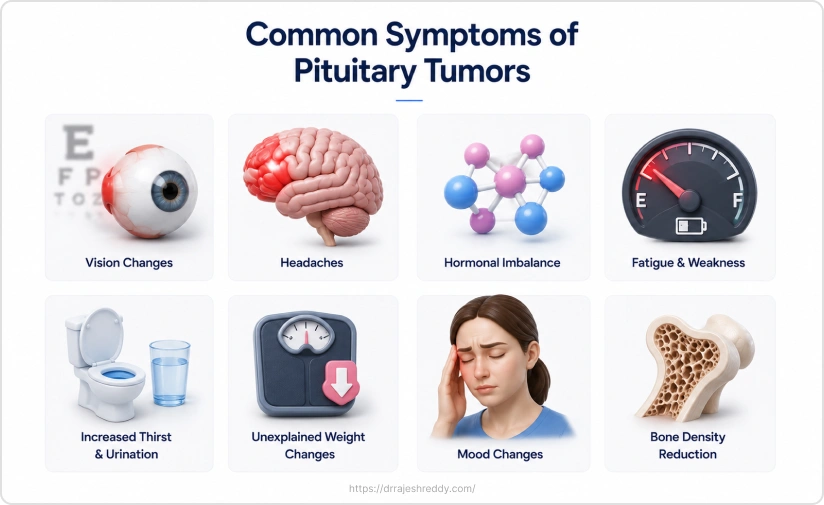 Common Symptoms of
Pituitary Tumors
E
F P
T O Z
Vision Changes
Headaches
Hormonal Imbalance
E F
Fatigue & Weakness
Increased Thirst
& Urination
Unexplained Weight
Changes
Mood Changes
Bone Density
Reduction
https://drrajeshreddy.com/